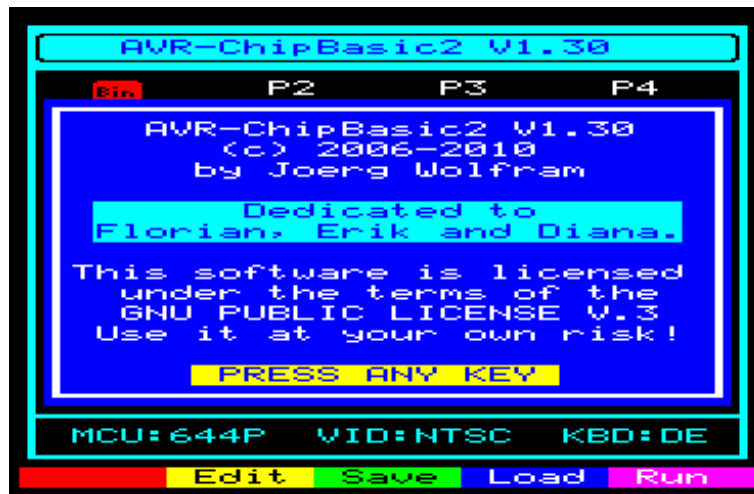 AVR-ChipBasic2 V1.30
Bin P2 P3 P4
AVR-ChipBasic2 V1.30
(c) 2006-2010
by Joerg Wolfram
Dedicated to
Florian, Erik and Diana.
This software is licensed
under the terms of the
GNU PUBLIC LICENSE V.3
Use it at your own risk!
PRESS ANY KEY
MCU:644P VID:NTSC KBD:DE
Edit Save Load Run